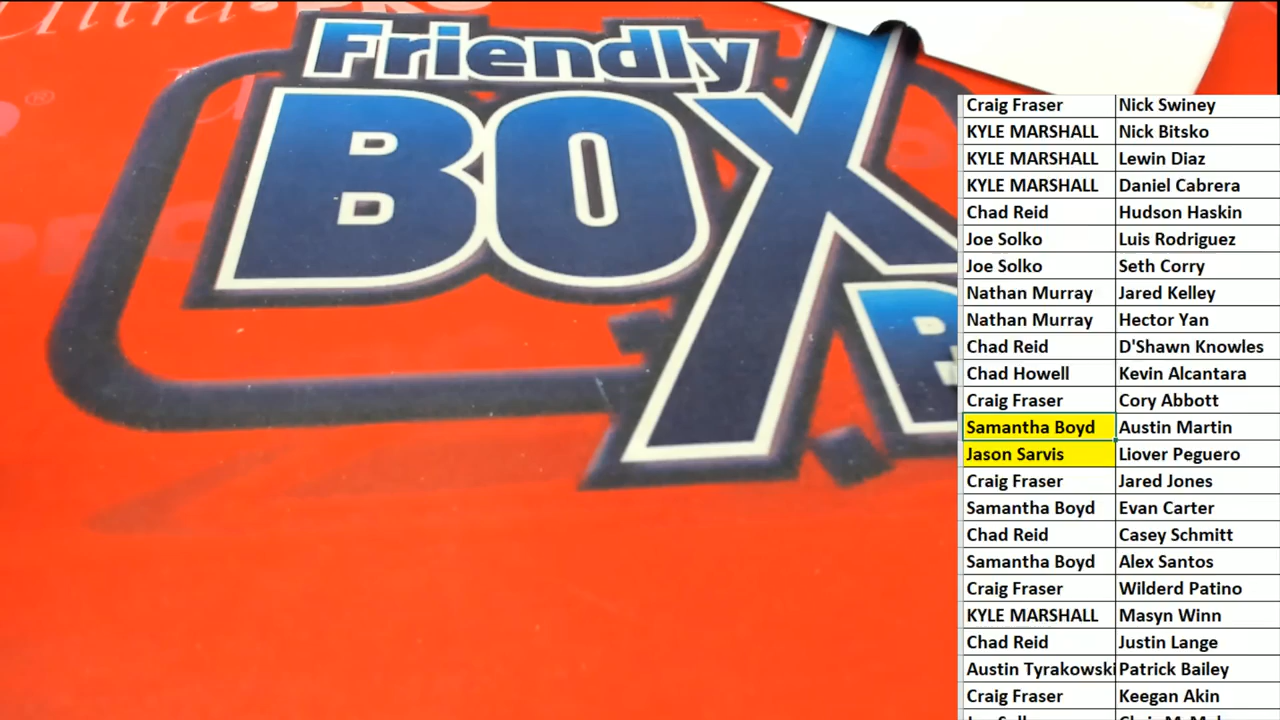 Ultra PRO
Friendly
BOX
B
Craig Fraser Nick Swiney
KYLE MARSHALL Nick Bitsko
KYLE MARSHALL Lewin Diaz
KYLE MARSHALL Daniel Cabrera
Chad Reid Hudson Haskin
Joe Solko Luis Rodriguez
Joe Solko Seth Corry
Nathan Murray Jared Kelley
Nathan Murray Hector Yan
Chad Reid D'Shawn Knowles
Chad Howell Kevin Alcantara
Craig Fraser Cory Abbott
Samantha Boyd Austin Martin
Jason Sarvis Liover Peguero
Craig Fraser Jared Jones
Samantha Boyd Evan Carter
Chad Reid Casey Schmitt
Samantha Boyd Alex Santos
Craig Fraser Wilderd Patino
KYLE MARSHALL Masyn Winn
Chad Reid Justin Lange
Austin Tyrakowski Patrick Bailey
Craig Fraser Keegan Akin